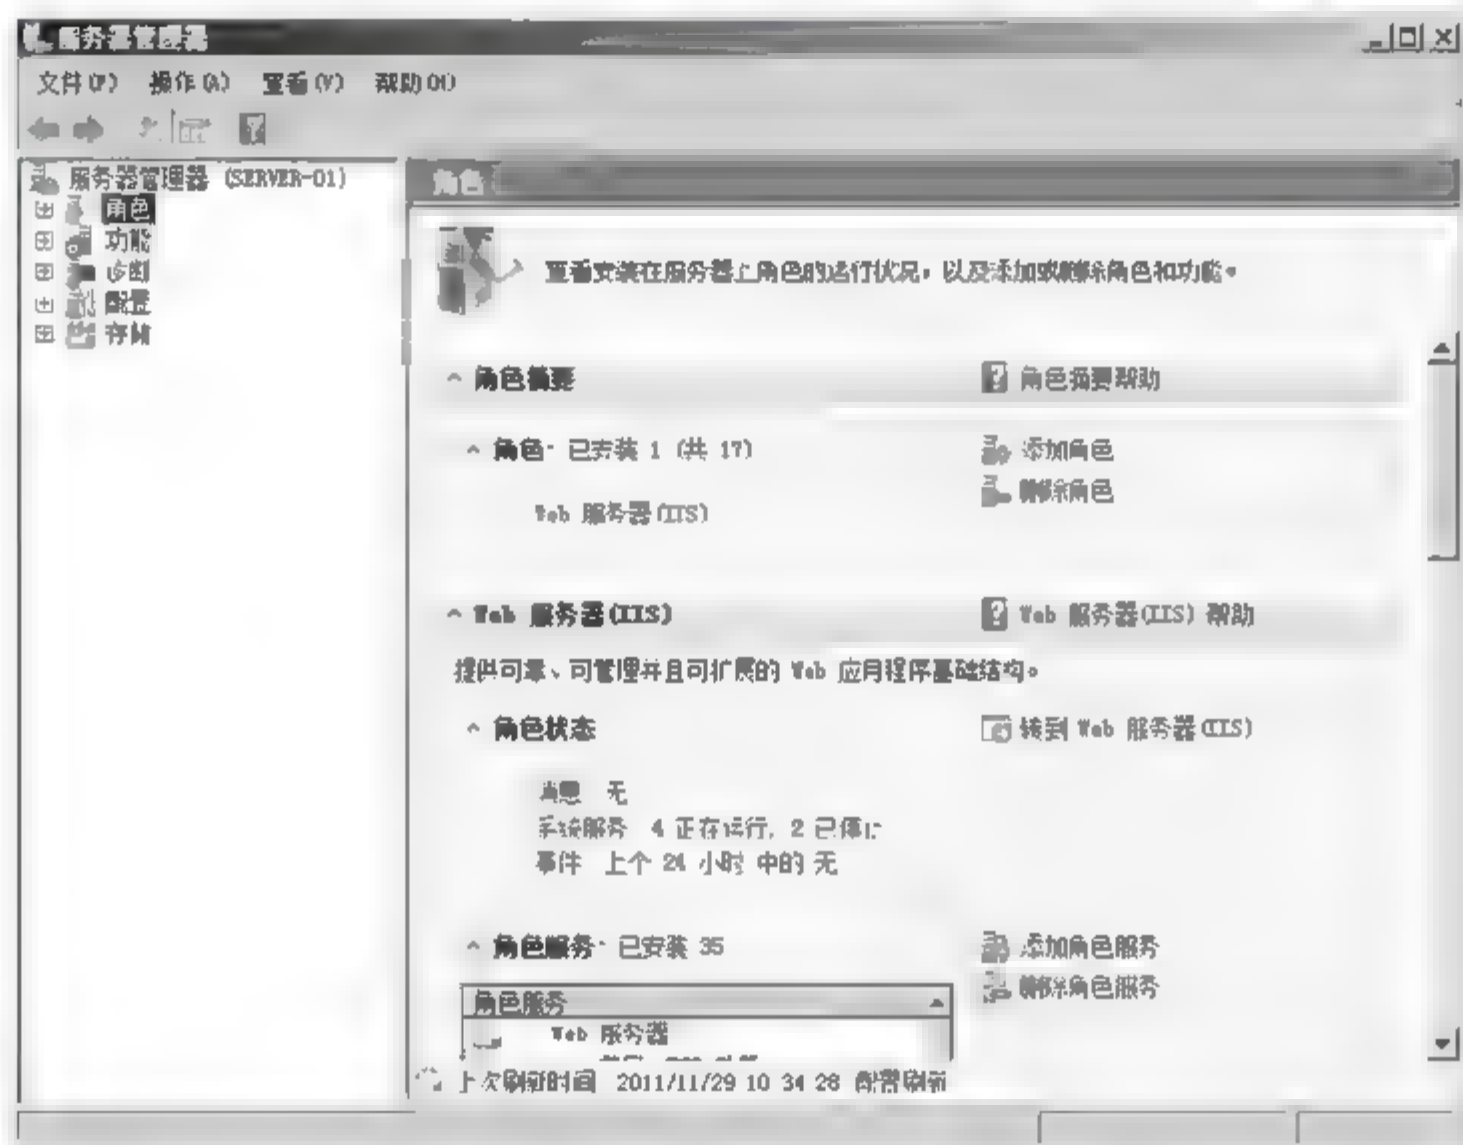 服务器管理器
文件(F) 操作(A) 查看(V) 帮助(H)
服务器管理器 (SERVER-01)
角色
功能
诊断
配置
存储
角色
查看安装在服务器上角色的运行状况，以及添加或删除角色和功能。
角色摘要
角色摘要帮助
角色: 已安装 1 (共 17)
添加角色
删除角色
Web 服务器(IIS)
Web 服务器(IIS)
Web 服务器(IIS) 帮助
提供可靠、可管理并且可扩展的 Web 应用程序基础结构。
角色状态
转到 Web 服务器(IIS)
消息 无
系统服务 4 正在运行, 2 已停止
事件 上个 24 小时 中的 无
角色服务: 已安装 35
添加角色服务
删除角色服务
角色服务
Web 服务器
上次刷新时间 2011/11/29 10 34 28 配置刷新